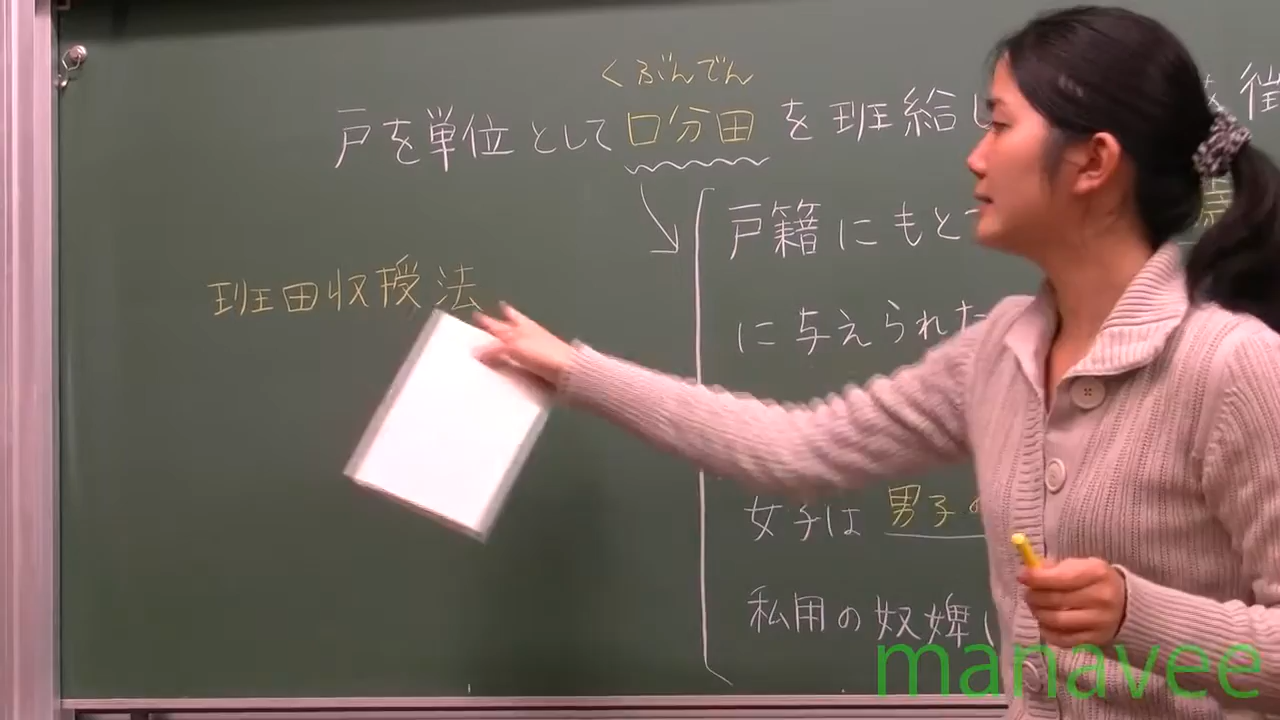 くぶんでん
戸を単位として口分田を班給し
徴
戸籍にもとづ
班田収授法
に与えられた
女子は男子の
私用の奴婢は
manavee